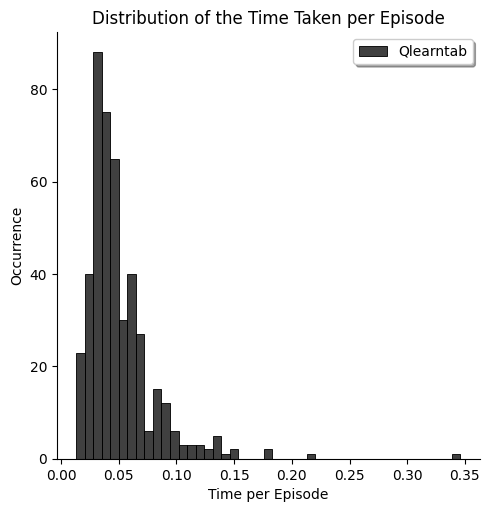 Distribution of the Time Taken per Episode
Qlearntab
Occurrence
80
60
40
20
0
0.00 0.05 0.10 0.15 0.20 0.25 0.30 0.35
Time per Episode